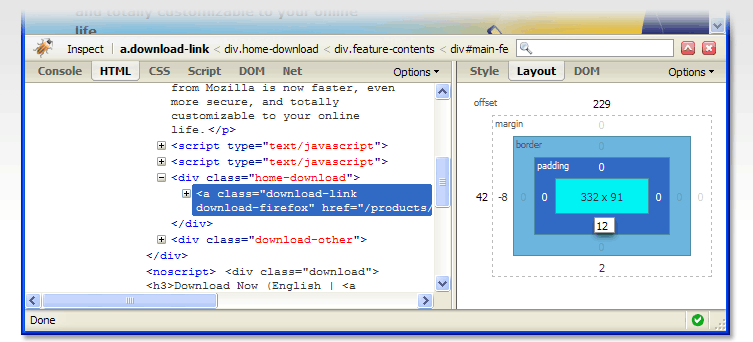 and totally customizable to your online
life.
Inspect a.download-link < div.home-download < div.feature-contents < div#main-fe
Console HTML CSS Script DOM Net Options
from Mozilla is now faster, even
more secure, and totally
customizable to your online
life.</p>
<script type="text/javascript">
<script type="text/javascript">
<div class="home-download">
<a class="download-link
download-firefox" href="/products/
</div>
<div class="download-other">
</div>
<noscript> <div class="download">
<h3>Download Now (English | <a
Style Layout DOM Options
offset 229
margin 0
border 0
padding 0
42 -8 0 0 332 x 91 0 0 0
12
0
2
Done